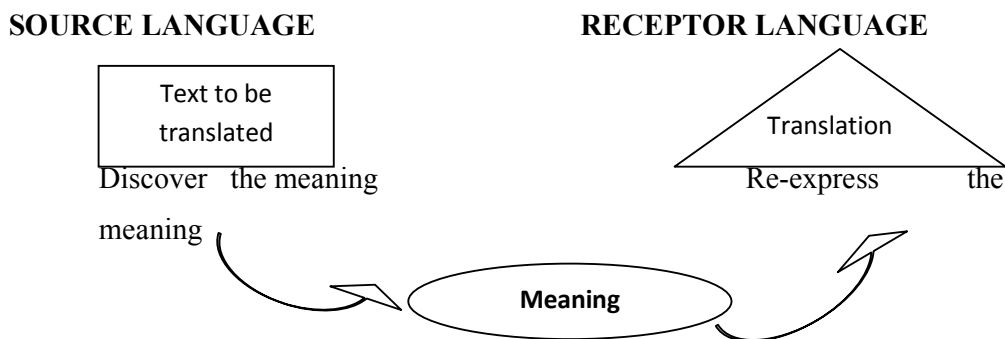 SOURCE LANGUAGE RECEPTOR LANGUAGE
Text to be
translated
Translation
Discover the meaning Re-express the
meaning
Meaning